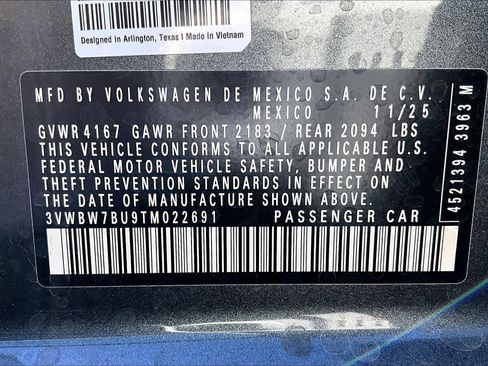 Designed in Arlington, Texas | Made in Vietnam
MFD BY VOLKSWAGEN DE MEXICO S.A. DE C.V.
MEXICO 11/25
GVWR 4167 GAWR FRONT 2183 / REAR 2094 LBS
THIS VEHICLE CONFORMS TO ALL APPLICABLE U.S.
FEDERAL MOTOR VEHICLE SAFETY, BUMPER AND
THEFT PREVENTION STANDARDS IN EFFECT ON
THE DATE OF MANUFACTURE SHOWN ABOVE
3VWBW7BU9TM022691 PASSENGER CAR
4521394 3963 M